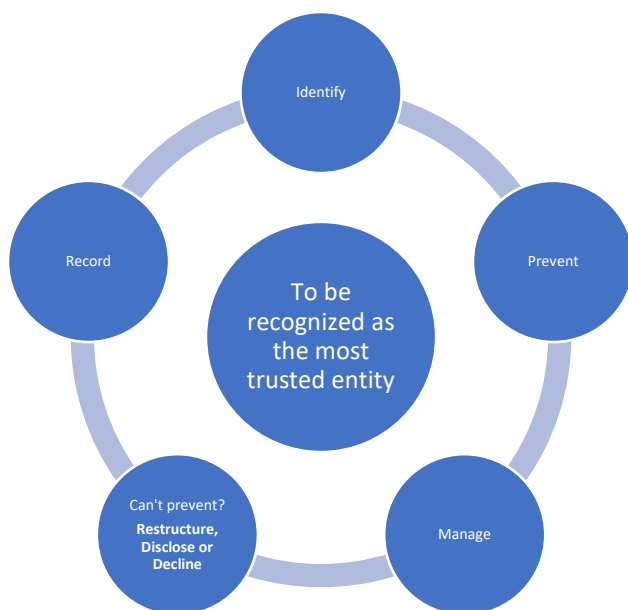 Identify
Prevent
Manage
Can't prevent?
Restructure,
Disclose or
Decline
Record
To be
recognized as
the most
trusted entity